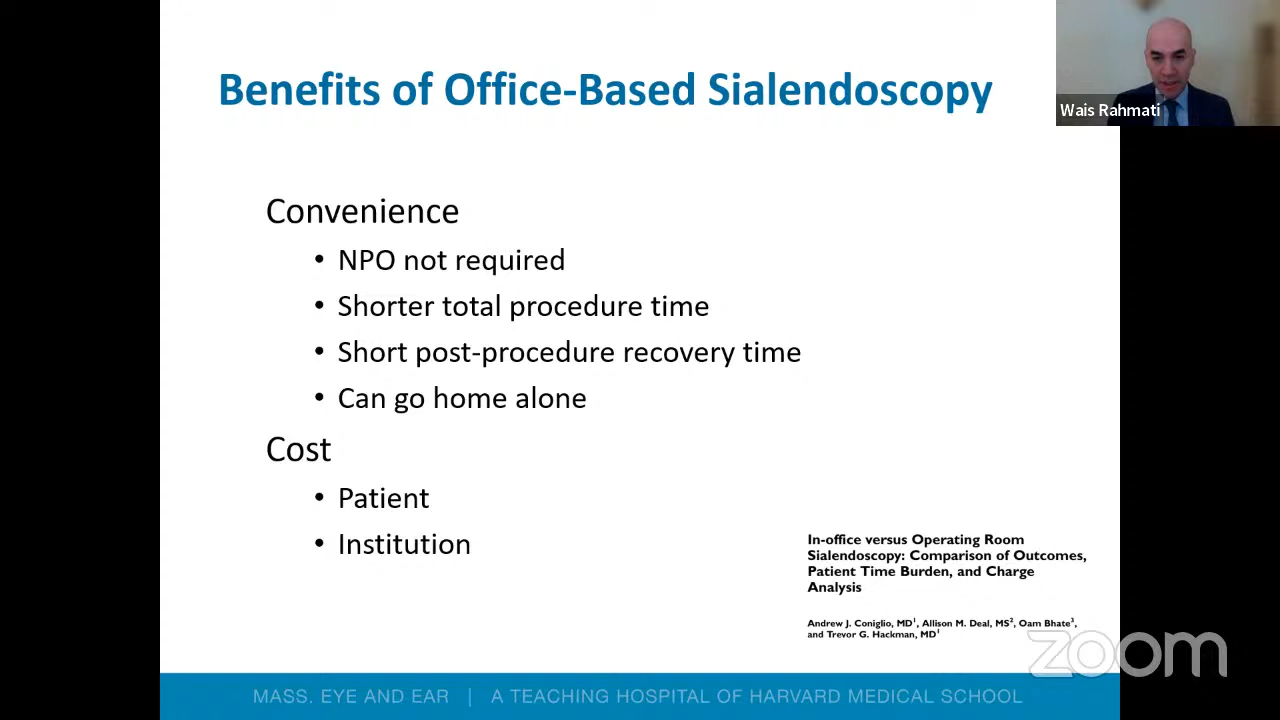 Benefits of Office-Based Sialendoscopy
Wais Rahmati
Convenience
• NPO not required
• Shorter total procedure time
• Short post-procedure recovery time
• Can go home alone
Cost
• Patient
• Institution
In-office versus Operating Room
Sialendoscopy: Comparison of Outcomes,
Patient Time Burden, and Charge
Analysis
Andrew J. Coniglio, MD1, Allison M. Deal, MS2, Oam Bhate3,
and Trevor G. Hackman, MD1
zoom
MASS. EYE AND EAR | A TEACHING HOSPITAL OF HARVARD MEDICAL SCHOOL